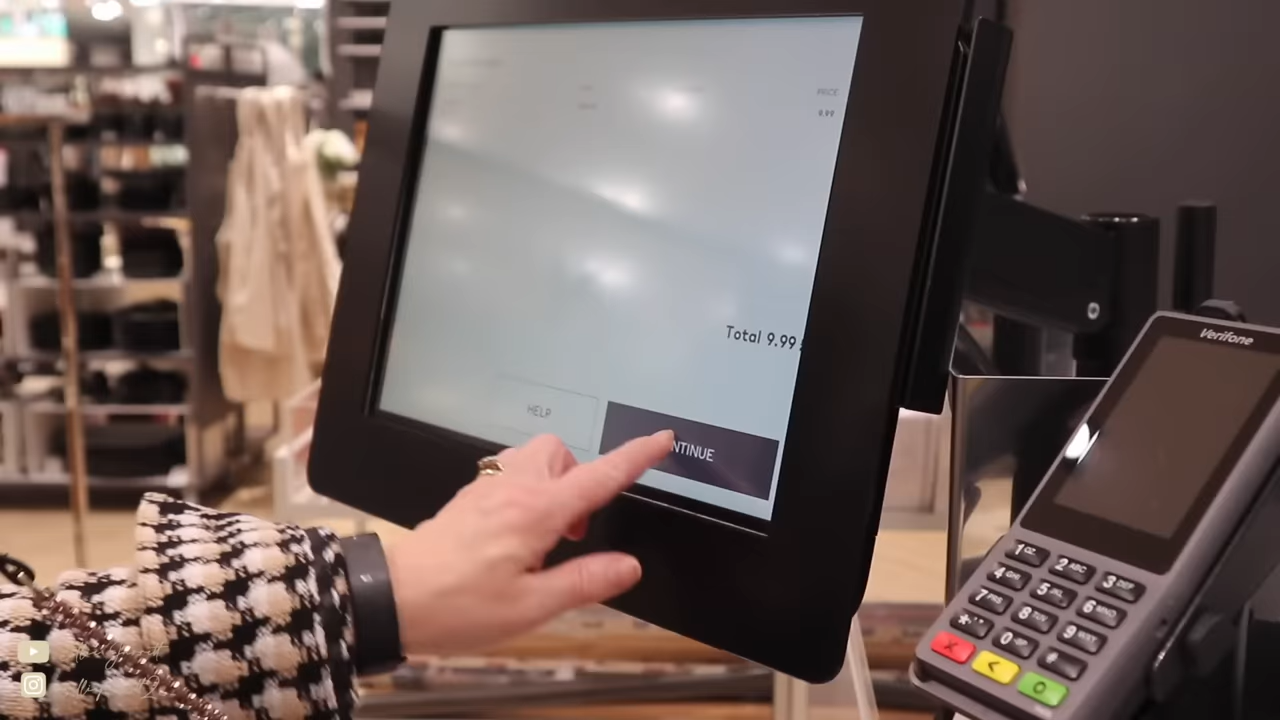 PRICE
9.99
Total 9.99
HELP
NTINUE
Verifone
1 OZ
2 ABC
3 DEF
4 GHI
5 JKL
6 MNO
7 PRS
8 TUV
9 WXY
*
0
#